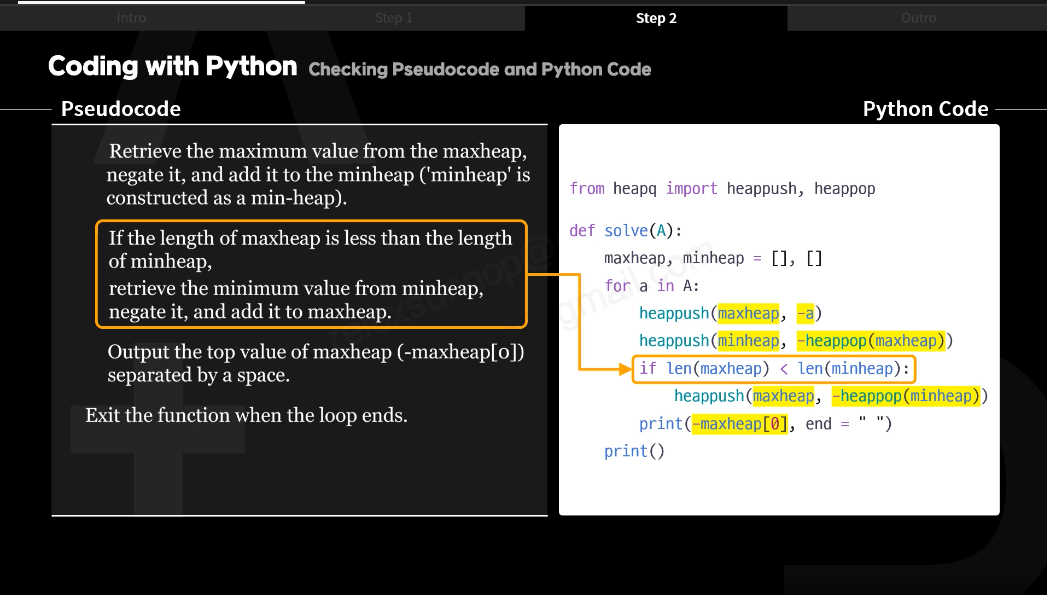 Intro
Step 1
Step 2
Outro
Coding with Python Checking Pseudocode and Python Code
Pseudocode
Retrieve the maximum value from the maxheap,
negate it, and add it to the minheap ('minheap' is
constructed as a min-heap).
If the length of maxheap is less than the length
of minheap,
retrieve the minimum value from minheap,
negate it, and add it to maxheap.
Output the top value of maxheap (-maxheap[0])
separated by a space.
Exit the function when the loop ends.
Python Code
from heapq import heappush, heappop
def solve(A):
    maxheap, minheap = [], []
    for a in A:
        heappush(maxheap, -a)
        heappush(minheap, -heappop(maxheap))
        if len(maxheap) < len(minheap):
            heappush(maxheap, -heappop(minheap))
        print(-maxheap[0], end = " ")
    print()
gmail.com